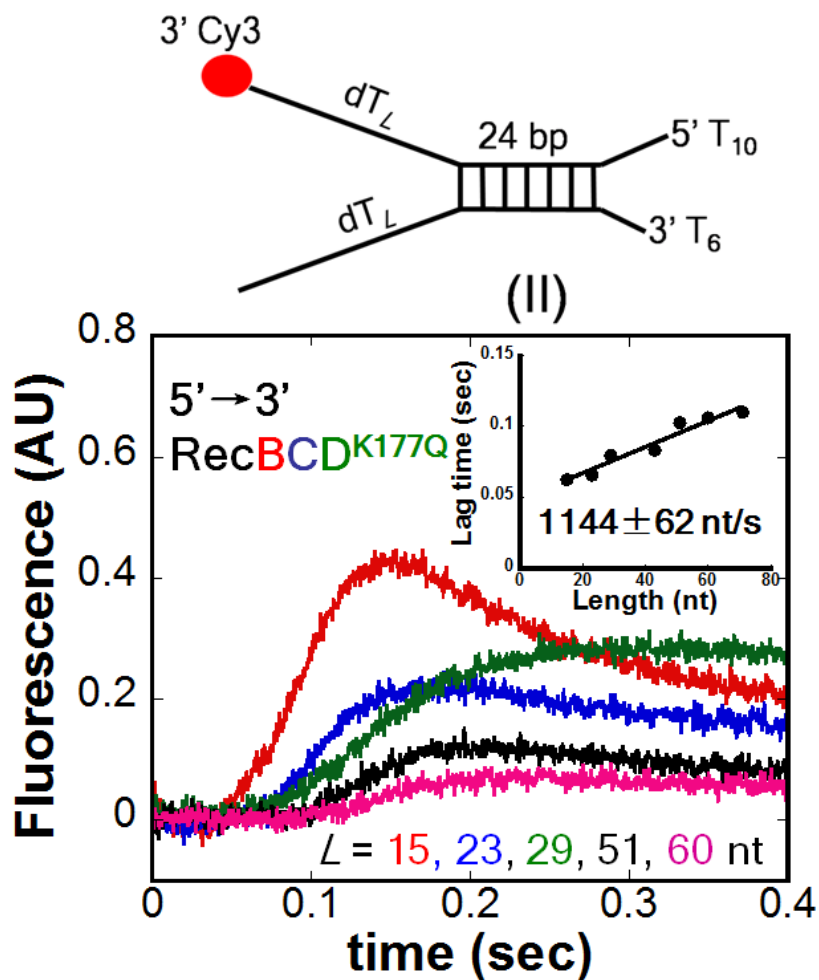 3' Cy3
dT_L
24 bp
5' T₁₀
dT_L
3' T₆
(II)
0.8
0.6
0.4
0.2
0
Fluorescence (AU)
5'→3'
RecBCD^K177Q
0.15
0.1
0.05
0
Lag time (sec)
1144±62 nt/s
0 20 40 60 80
Length (nt)
L = 15, 23, 29, 51, 60 nt
0 0.1 0.2 0.3 0.4
time (sec)